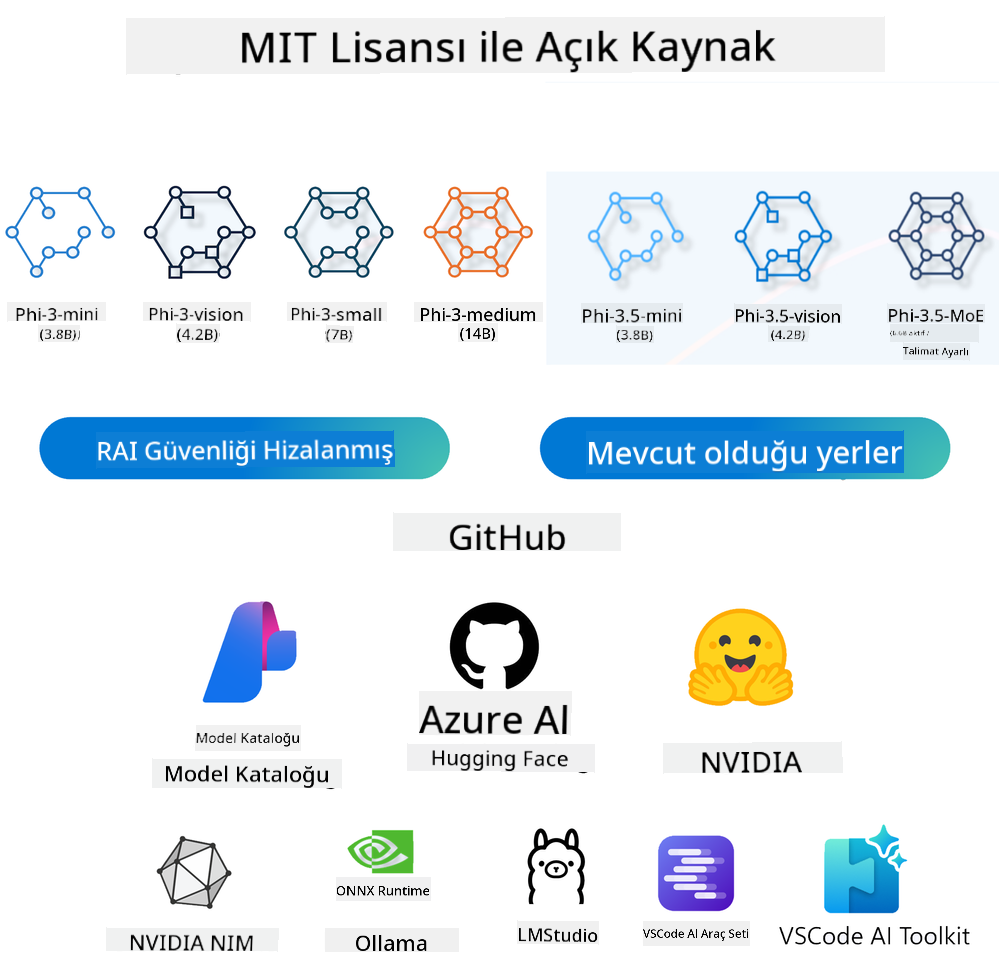 MIT Lisansı ile Açık Kaynak
Phi-3-mini
(3.8B)
Phi-3-vision
(4.2B)
Phi-3-small
(7B)
Phi-3-medium
(14B)
Phi-3.5-mini
(3.8B)
Phi-3.5-vision
(4.2B)
Phi-3.5-MoE
Talimat Ayarlı
RAI Güvenliği Hizalanmış
Mevcut olduğu yerler
GitHub
Model Kataloğu
Model Kataloğu
Azure AI
Hugging Face
NVIDIA
NVIDIA NIM
ONNX Runtime
Ollama
LMStudio
VSCode AI Araç Seti
VSCode AI Toolkit